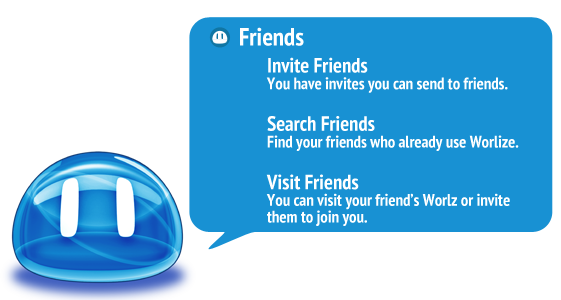 Friends
Invite Friends
You have invites you can send to friends.
Search Friends
Find your friends who already use Worlize.
Visit Friends
You can visit your friend's Worlz or invite
them to join you.